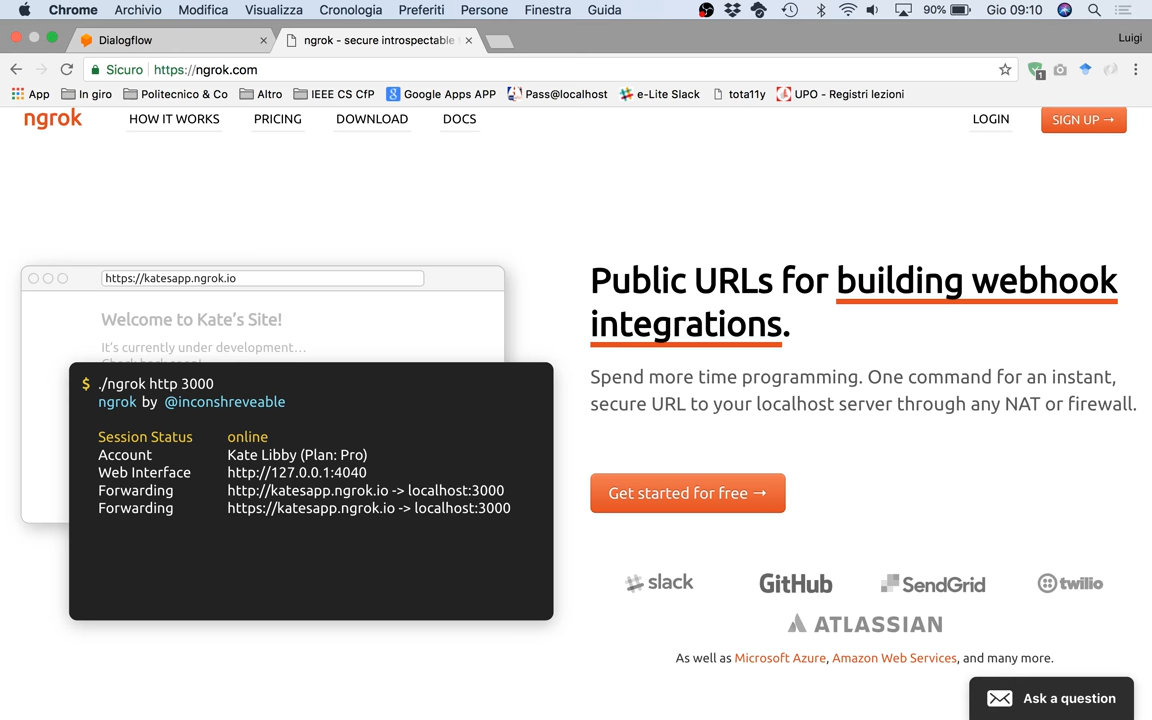 Chrome Archivio Modifica Visualizza Cronologia Preferiti Persone Finestra Guida 90% Gio 09:10
Dialogflow × ngrok - secure introspectable × Luigi
Sicuro https://ngrok.com
App In giro Politecnico & Co Altro IEEE CS CfP Google Apps APP Pass@localhost e-Lite Slack tota11y UPO - Registri lezioni
ngrok HOW IT WORKS PRICING DOWNLOAD DOCS LOGIN SIGN UP →
https://katesapp.ngrok.io
Welcome to Kate's Site!
It's currently under development…
$ ./ngrok http 3000
ngrok by @inconshreveable
Session Status online
Account Kate Libby (Plan: Pro)
Web Interface http://127.0.0.1:4040
Forwarding http://katesapp.ngrok.io -> localhost:3000
Forwarding https://katesapp.ngrok.io -> localhost:3000
Public URLs for building webhook
integrations.
Spend more time programming. One command for an instant,
secure URL to your localhost server through any NAT or firewall.
Get started for free →
slack GitHub SendGrid twilio
ATLASSIAN
As well as Microsoft Azure, Amazon Web Services, and many more.
Ask a question